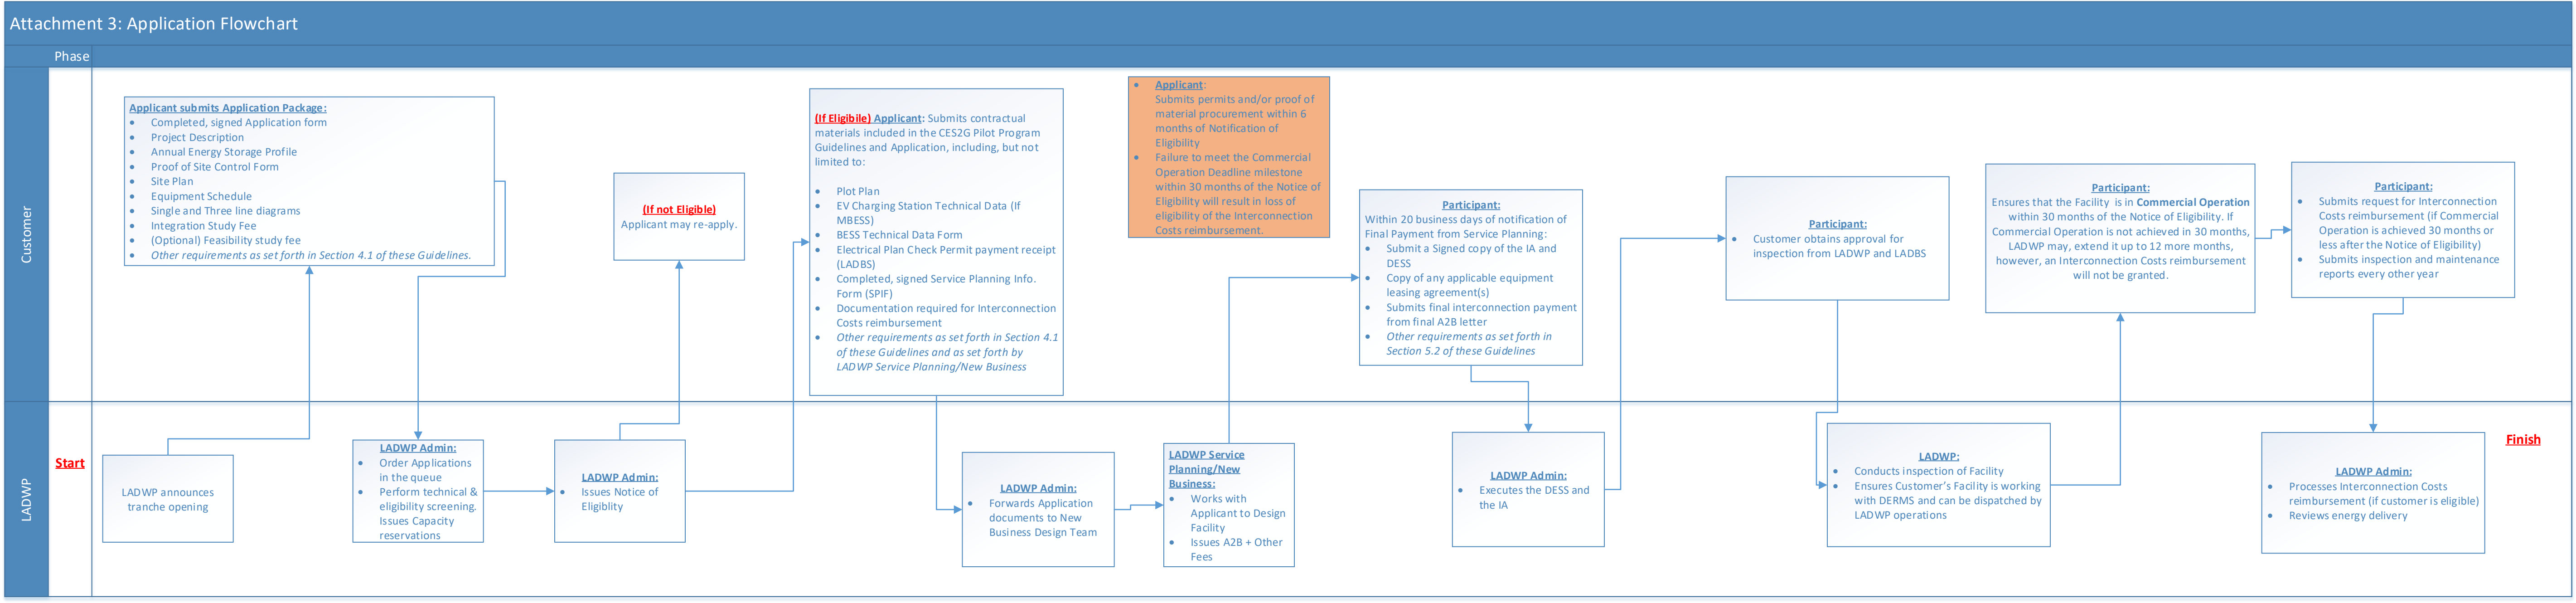 Attachment 3: Application Flowchart
Phase
Customer
Applicant submits Application Package:
• Completed, signed Application form
• Project Description
• Annual Energy Storage Profile
• Proof of Site Control Form
• Site Plan
• Equipment Schedule
• Single and Three line diagrams
• Integration Study Fee
• (Optional) Feasibility study fee
• Other requirements as set forth in Section 4.1 of these Guidelines.
(If not Eligible)
Applicant may re-apply.
(If Eligibile) Applicant: Submits contractual
materials included in the CES2G Pilot Program
Guidelines and Application, including, but not
limited to:
• Plot Plan
• EV Charging Station Technical Data (If
MBESS)
• BESS Technical Data Form
• Electrical Plan Check Permit payment receipt
(LADBS)
• Completed, signed Service Planning Info.
Form (SPIF)
• Documentation required for Interconnection
Costs reimbursement
• Other requirements as set forth in Section 4.1
of these Guidelines and as set forth by
LADWP Service Planning/New Business
• Applicant:
Submits permits and/or proof of
material procurement within 6
months of Notification of
Eligibility
• Failure to meet the Commercial
Operation Deadline milestone
within 30 months of the Notice of
Eligibility will result in loss of
eligibility of the Interconnection
Costs reimbursement.
Participant:
Within 20 business days of notification of
Final Payment from Service Planning:
• Submit a Signed copy of the IA and
DESS
• Copy of any applicable equipment
leasing agreement(s)
• Submits final interconnection payment
from final A2B letter
• Other requirements as set forth in
Section 5.2 of these Guidelines
Participant:
• Customer obtains approval for
inspection from LADWP and LADBS
Participant:
Ensures that the Facility is in Commercial Operation
within 30 months of the Notice of Eligibility. If
Commercial Operation is not achieved in 30 months,
LADWP may, extend it up to 12 more months,
however, an Interconnection Costs reimbursement
will not be granted.
Participant:
• Submits request for Interconnection
Costs reimbursement (if Commercial
Operation is achieved 30 months or
less after the Notice of Eligibility)
• Submits inspection and maintenance
reports every other year
LADWP
Start
LADWP announces
tranche opening
LADWP Admin:
• Order Applications
in the queue
• Perform technical &
eligibility screening.
Issues Capacity
reservations
LADWP Admin:
• Issues Notice of
Eligiblity
LADWP Admin:
• Forwards Application
documents to New
Business Design Team
LADWP Service
Planning/New
Business:
• Works with
Applicant to Design
Facility
• Issues A2B + Other
Fees
LADWP Admin:
• Executes the DESS and
the IA
LADWP:
• Conducts inspection of Facility
• Ensures Customer's Facility is working
with DERMS and can be dispatched by
LADWP operations
LADWP Admin:
• Processes Interconnection Costs
reimbursement (if customer is eligible)
• Reviews energy delivery
Finish